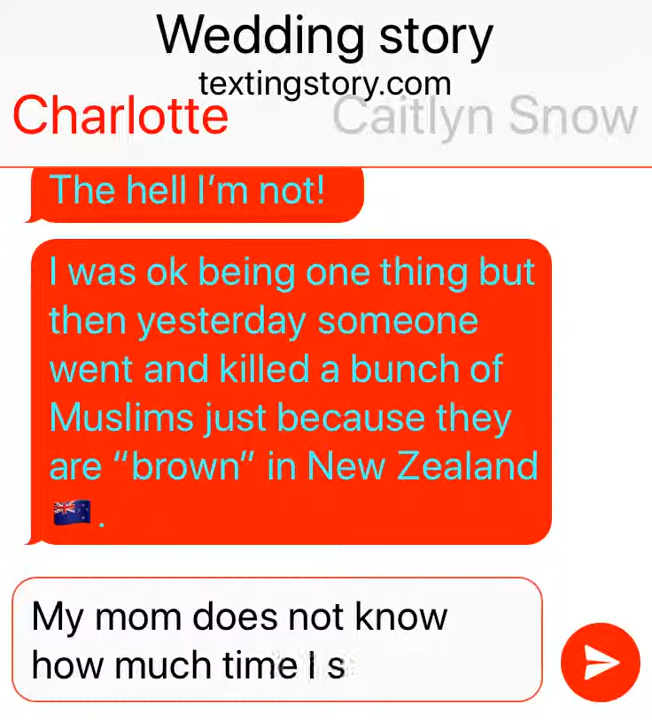 Wedding story
textingstory.com
Charlotte
Caitlyn Snow
The hell I’m not!
I was ok being one thing but
then yesterday someone
went and killed a bunch of
Muslims just because they
are “brown” in New Zealand
🇳🇿.
My mom does not know
how much time I s